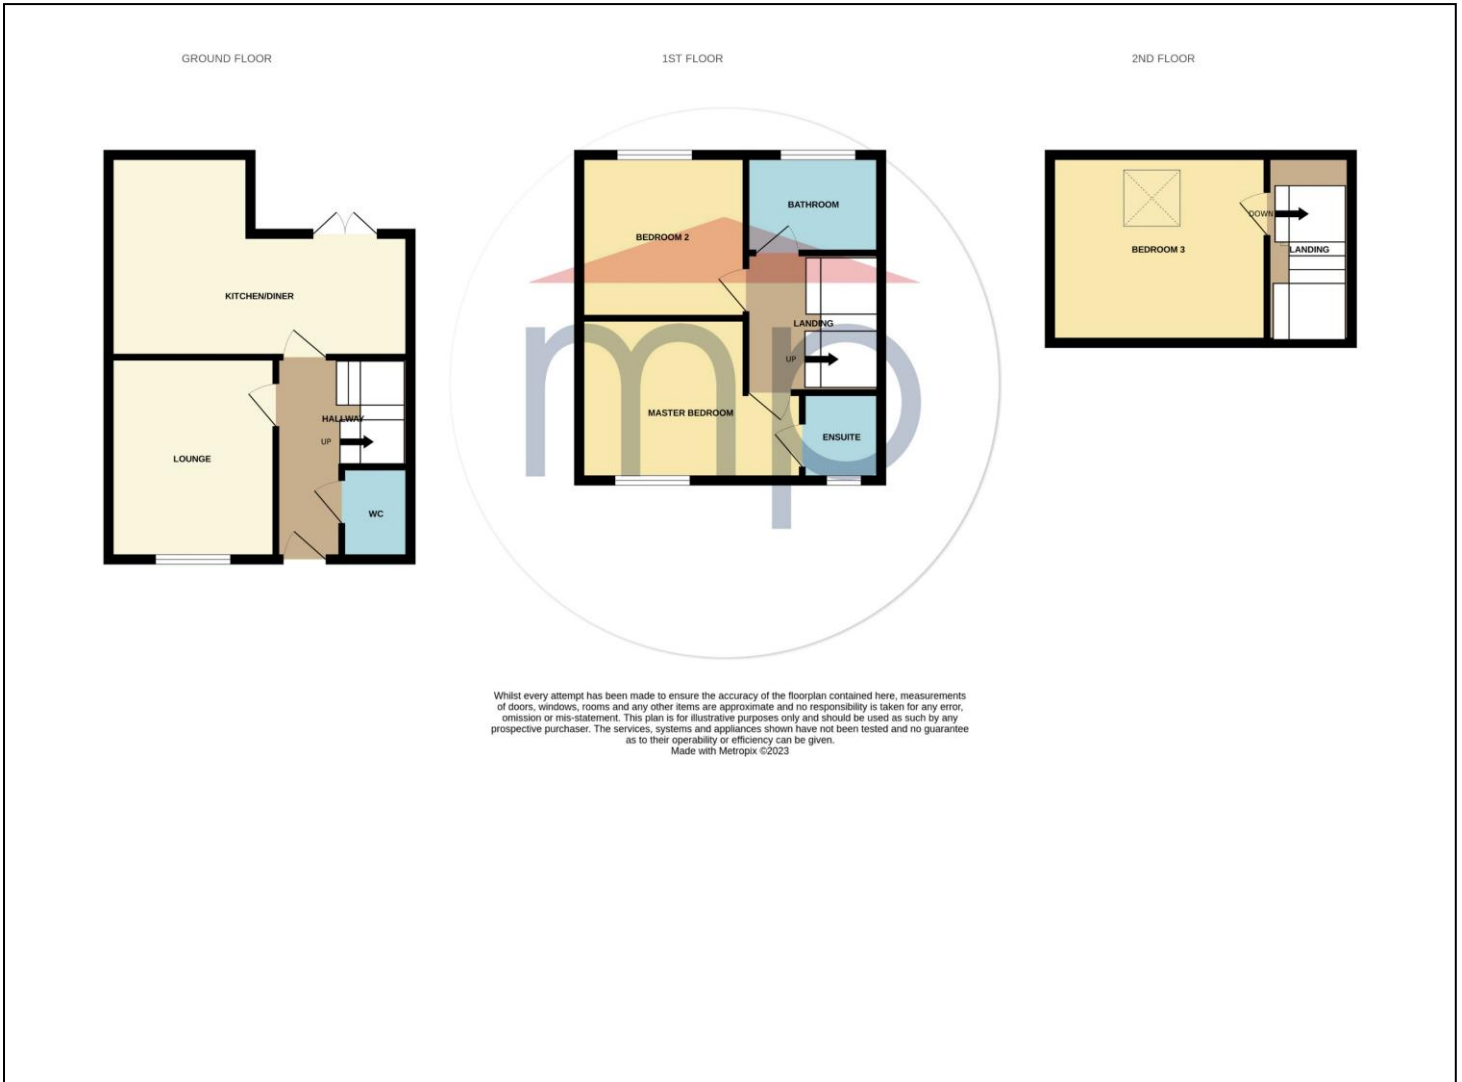 GROUND FLOOR
1ST FLOOR
2ND FLOOR
KITCHEN/DINER
LOUNGE
HALLWAY
UP
WC
BEDROOM 2
BATHROOM
LANDING
UP
MASTER BEDROOM
ENSUITE
mp
BEDROOM 3
DOWN
LANDING
Whilst every attempt has been made to ensure the accuracy of the floorplan contained here, measurements
of doors, windows, rooms and any other items are approximate and no responsibility is taken for any error,
omission or mis-statement. This plan is for illustrative purposes only and should be used as such by any
prospective purchaser. The services, systems and appliances shown have not been tested and no guarantee
as to their operability or efficiency can be given.
Made with Metropix ©2023